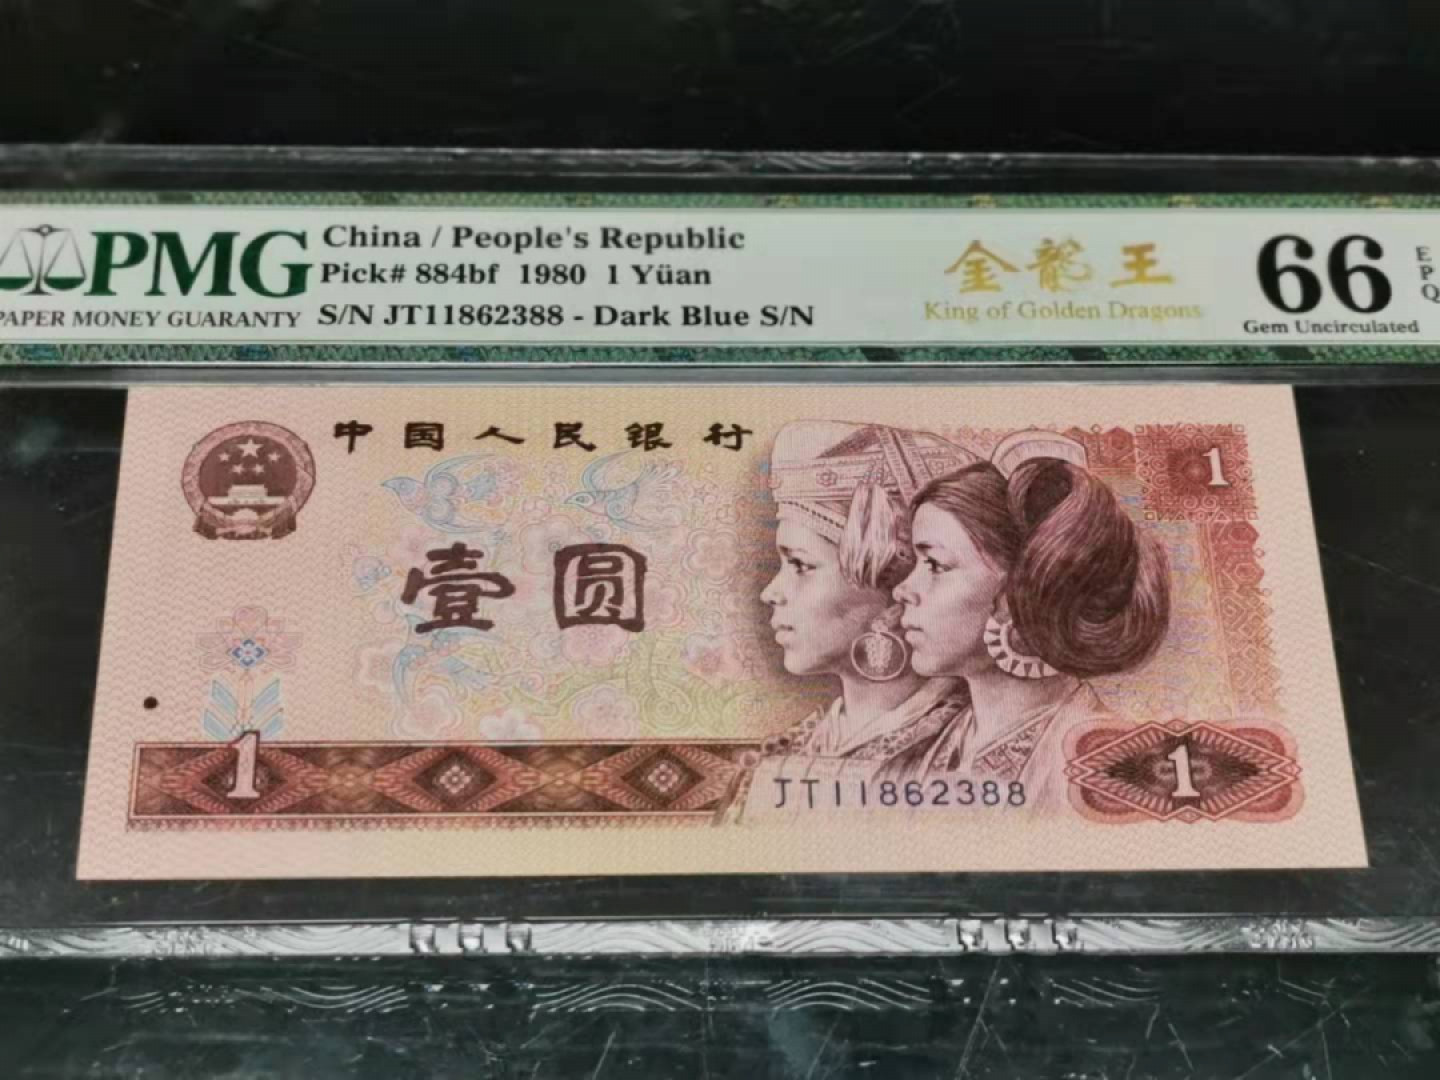 PMG
PAPER MONEY GUARANTY
China / People's Republic
Pick# 884bf 1980 1 Yüan
S/N JT11862388 - Dark Blue S/N
金龍王
King of Golden Dragons
66 EPQ
Gem Uncirculated
中国人民银行
1
壹圆
1
JT11862388
1